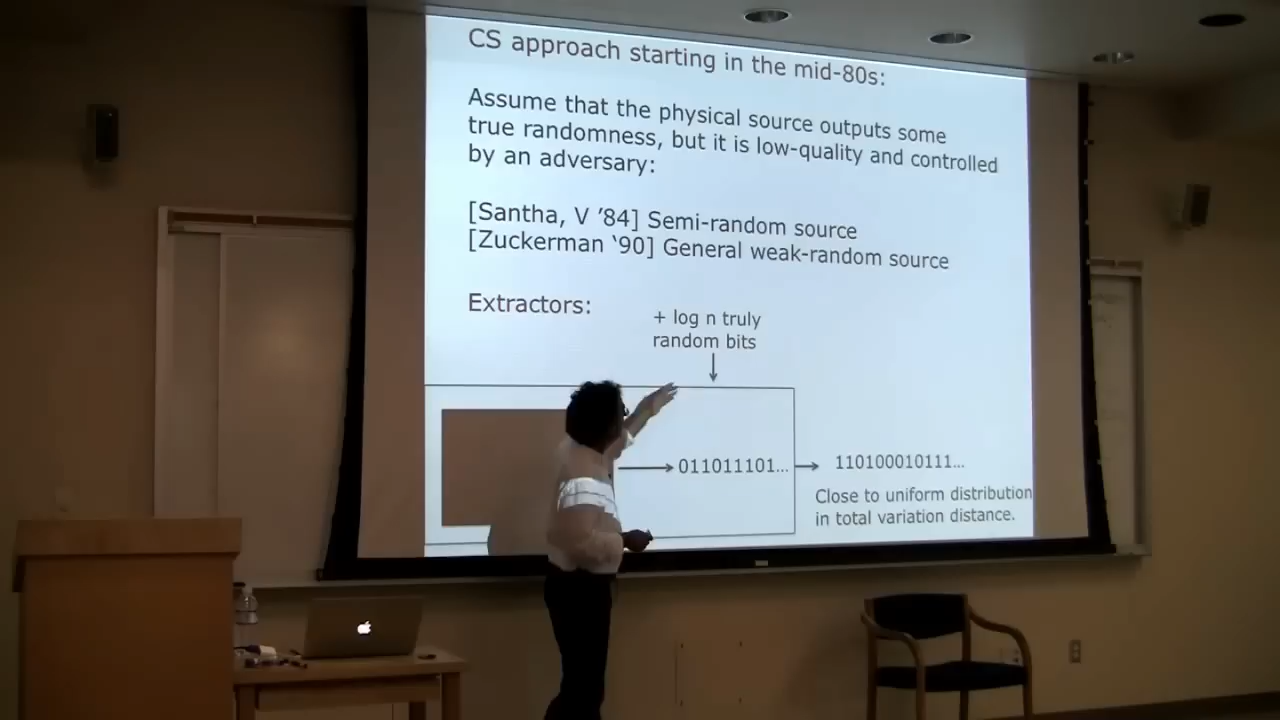 CS approach starting in the mid-80s:
Assume that the physical source outputs some
true randomness, but it is low-quality and controlled
by an adversary:
[Santha, V '84] Semi-random source
[Zuckerman '90] General weak-random source
Extractors:
+ log n truly
random bits
011011101...
110100010111...
Close to uniform distribution
in total variation distance.